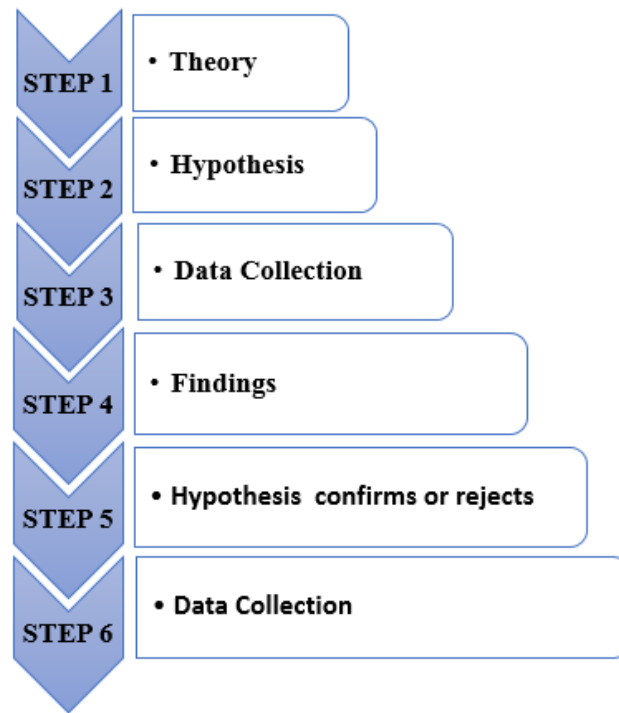 STEP 1
• Theory
STEP 2
• Hypothesis
STEP 3
• Data Collection
STEP 4
• Findings
STEP 5
• Hypothesis confirms or rejects
STEP 6
• Data Collection